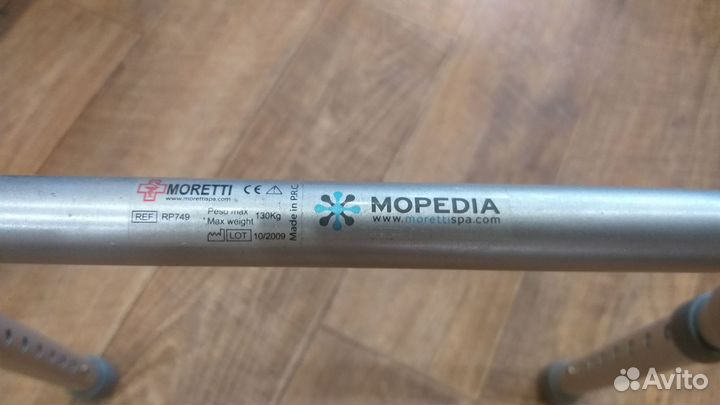 MORETTI CE
www.morettispa.com
REF RP749
Peso max
Max weight 130Kg
LOT 10/2009
Made in P.R.C
MOPEDIA
www.morettispa.com
Avito